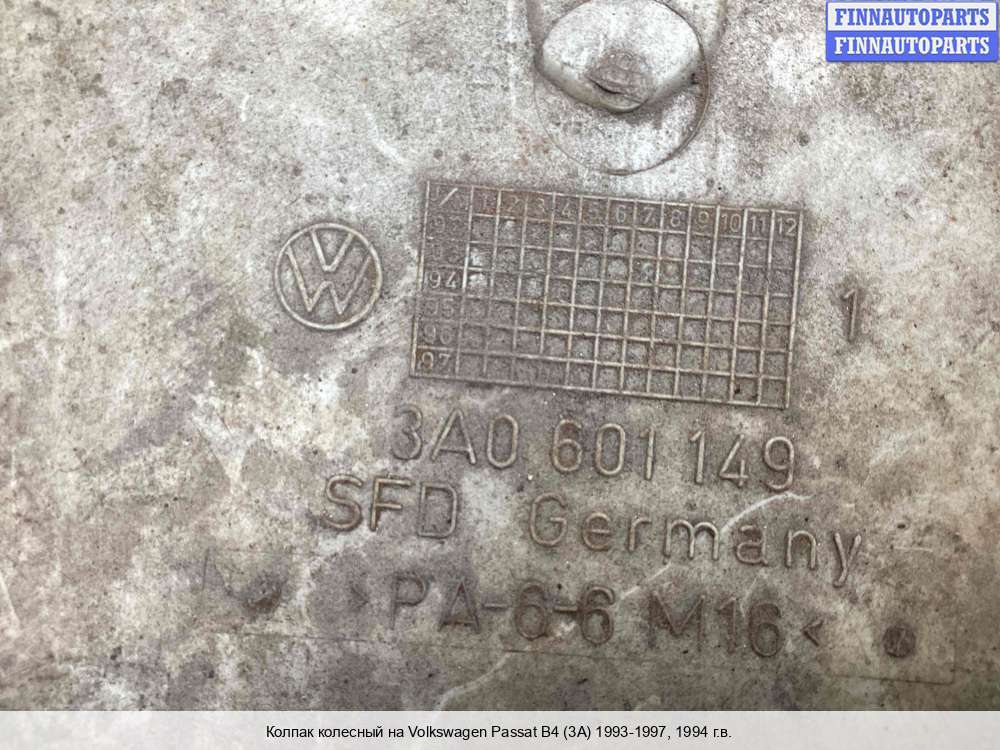 FINNAUTOPARTS
FINNAUTOPARTS
1 2 3 4 5 6 7 8 9 10 11 12
94
95
96
97
1
3A0 601 149
SFD Germany
>PA-6-6 M16<
Колпак колесный на Volkswagen Passat B4 (3A) 1993-1997, 1994 г.в.